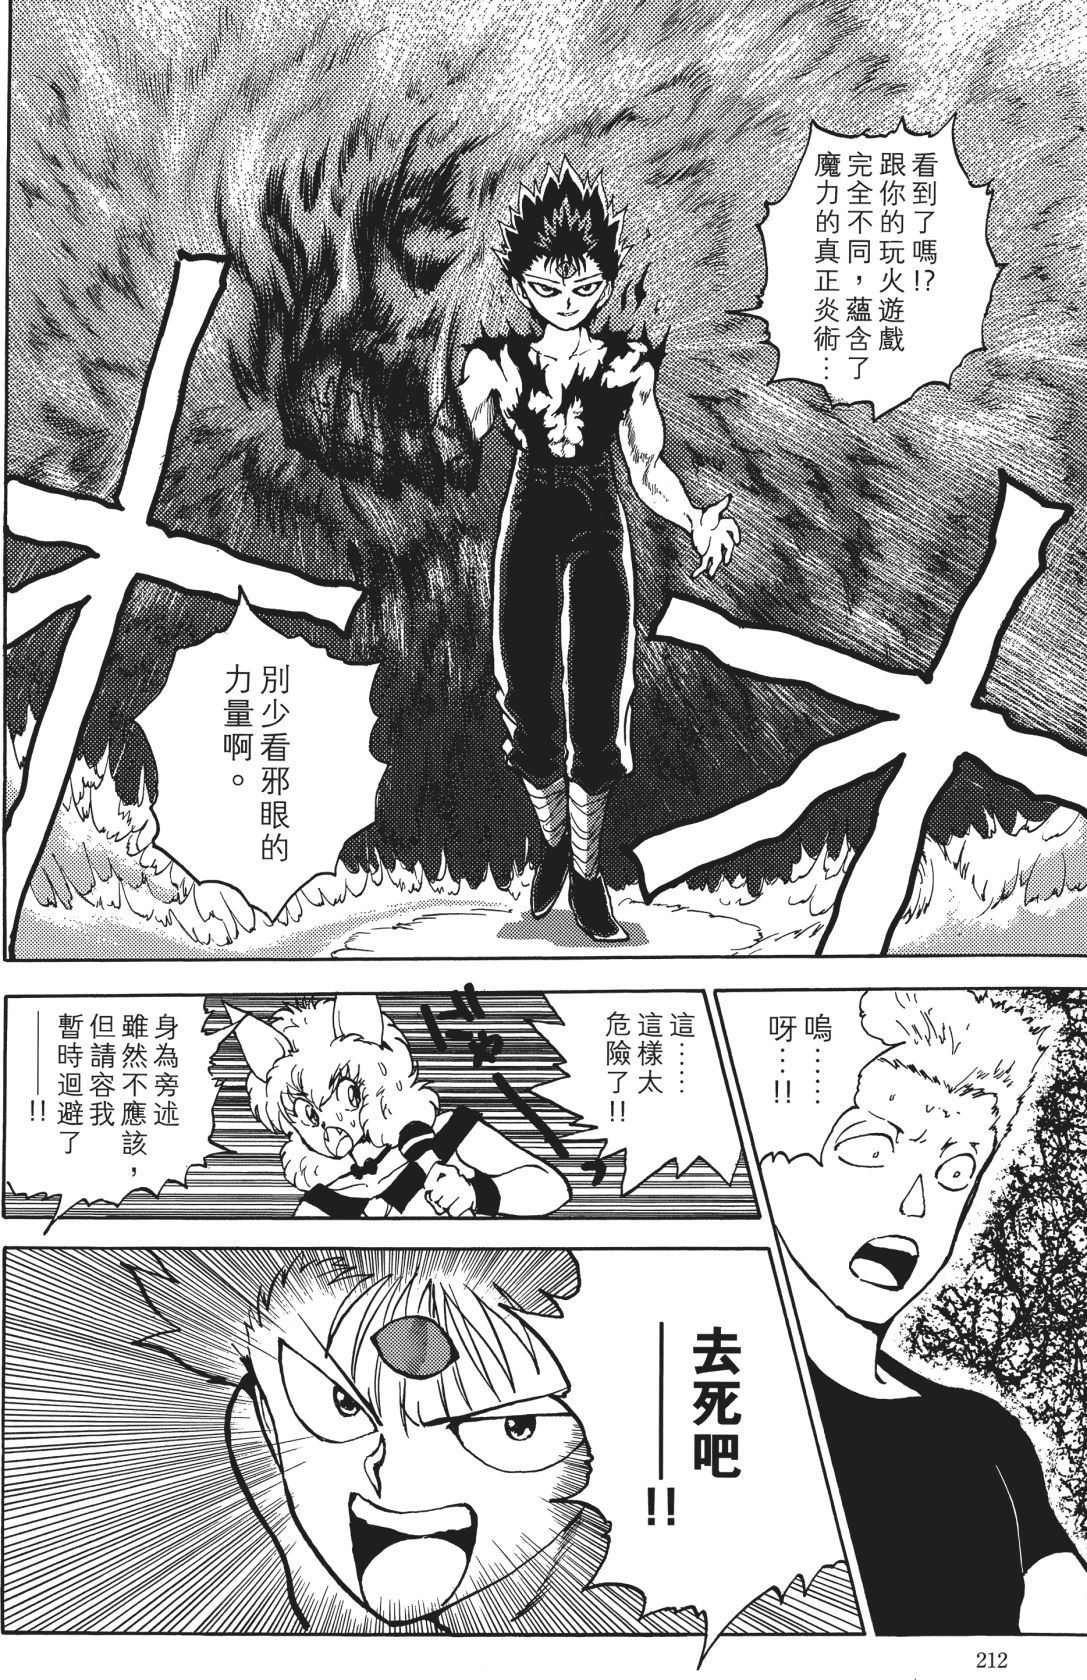 看到了嗎!?
跟你的玩火遊戲
完全不同，蘊含了
魔力的真正炎術…
別少看邪眼的
力量啊。
嗚……
呀…!!
這……
這樣太
危險了!!
身為旁述
雖然不應該，
但請容我
暫時迴避了
——!!
去死吧
——!!
212